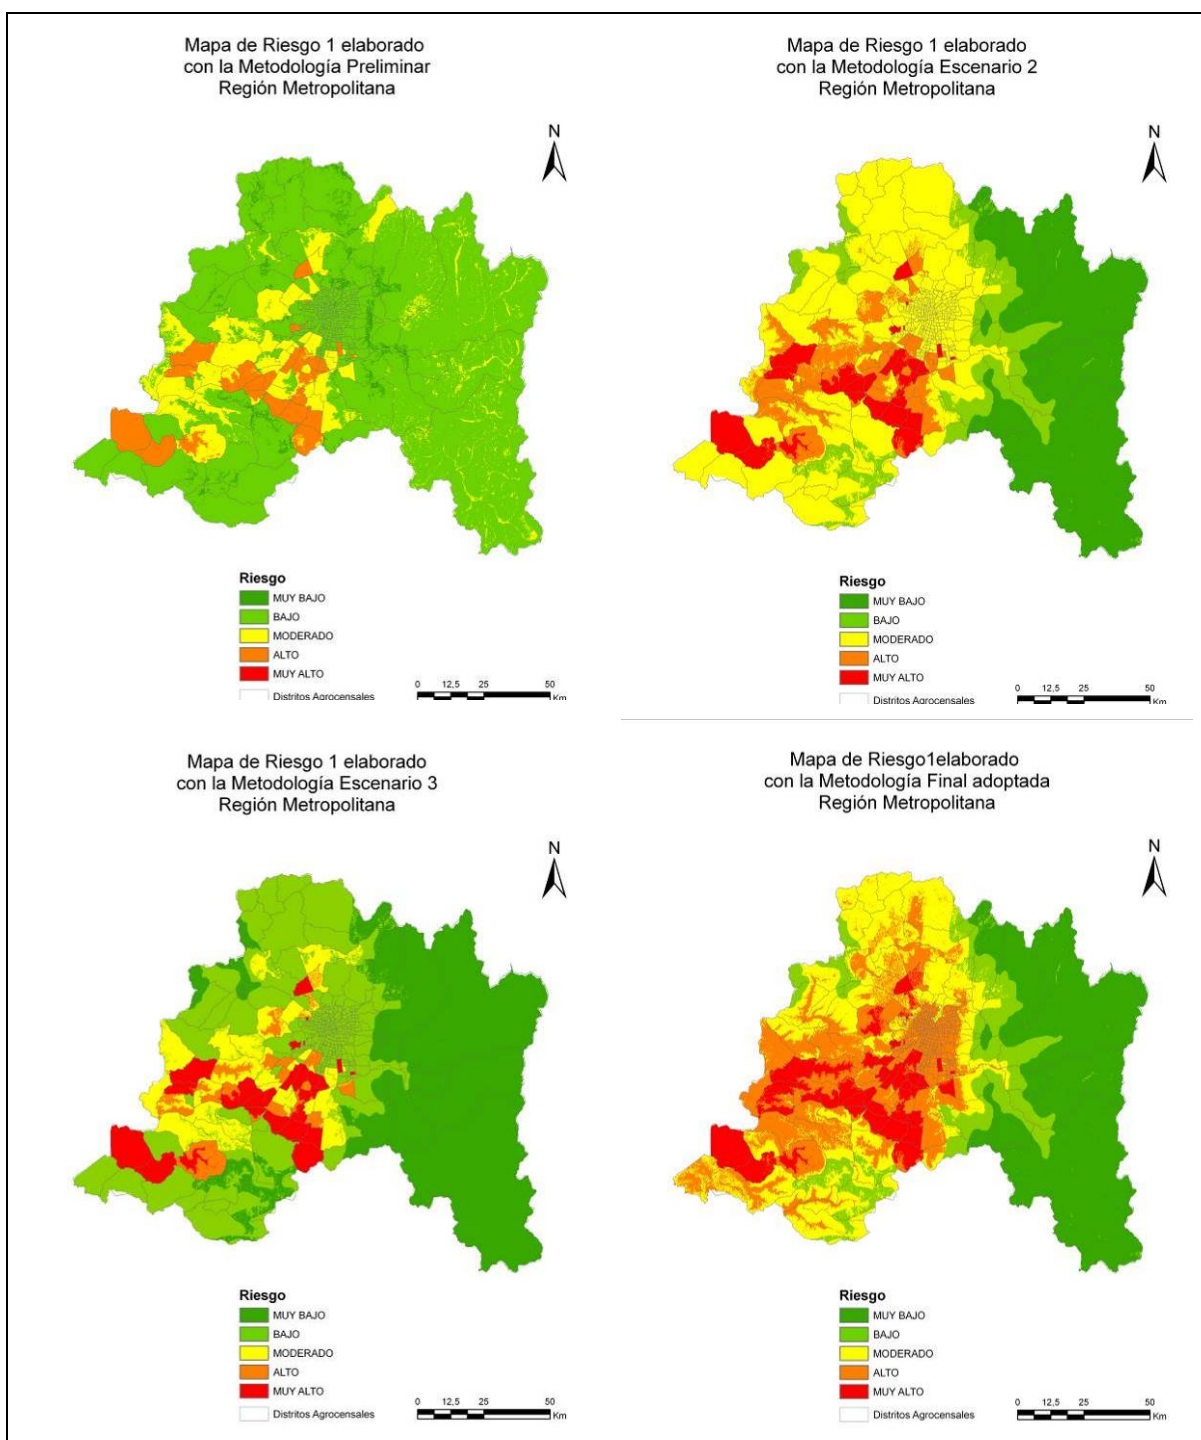 Mapa de Riesgo 1 elaborado
con la Metodología Preliminar
Región Metropolitana
N
Riesgo
MUY BAJO
BAJO
MODERADO
ALTO
MUY ALTO
Distritos Agrocensales
0 12,5 25 50
Km
Mapa de Riesgo 1 elaborado
con la Metodología Escenario 2
Región Metropolitana
N
Riesgo
MUY BAJO
BAJO
MODERADO
ALTO
MUY ALTO
Distritos Agrocensales
0 12,5 25 50
Km
Mapa de Riesgo 1 elaborado
con la Metodología Escenario 3
Región Metropolitana
N
Riesgo
MUY BAJO
BAJO
MODERADO
ALTO
MUY ALTO
Distritos Agrocensales
0 12,5 25 50
Km
Mapa de Riesgo1elaborado
con la Metodología Final adoptada
Región Metropolitana
N
Riesgo
MUY BAJO
BAJO
MODERADO
ALTO
MUY ALTO
Distritos Agrocensales
0 12,5 25 50
Km